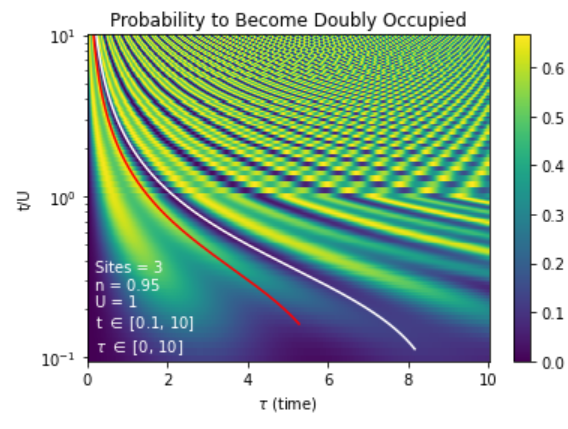 Probability to Become Doubly Occupied
10¹
10⁰
10⁻¹
t/U
Sites = 3
n = 0.95
U = 1
t ∈ [0.1, 10]
τ ∈ [0, 10]
0 2 4 6 8 10
τ (time)
0.6
0.5
0.4
0.3
0.2
0.1
0.0